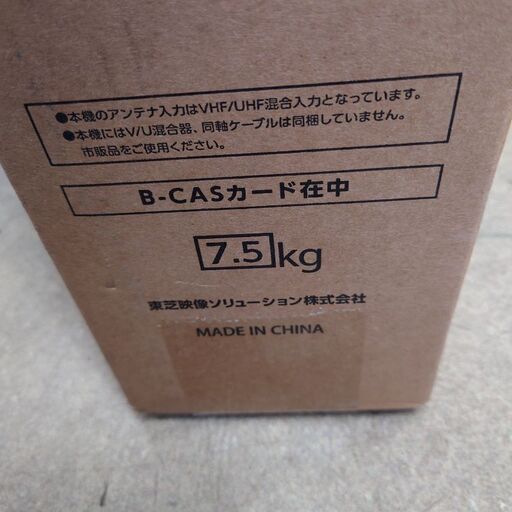 ●本機のアンテナ入力はVHF/UHF混合入力となっています。
●本機にはV/U混合器、同軸ケーブルは同梱していません。
市販品をご使用ください。
B-CASカード在中
7.5kg
東芝映像ソリューション株式会社
MADE IN CHINA